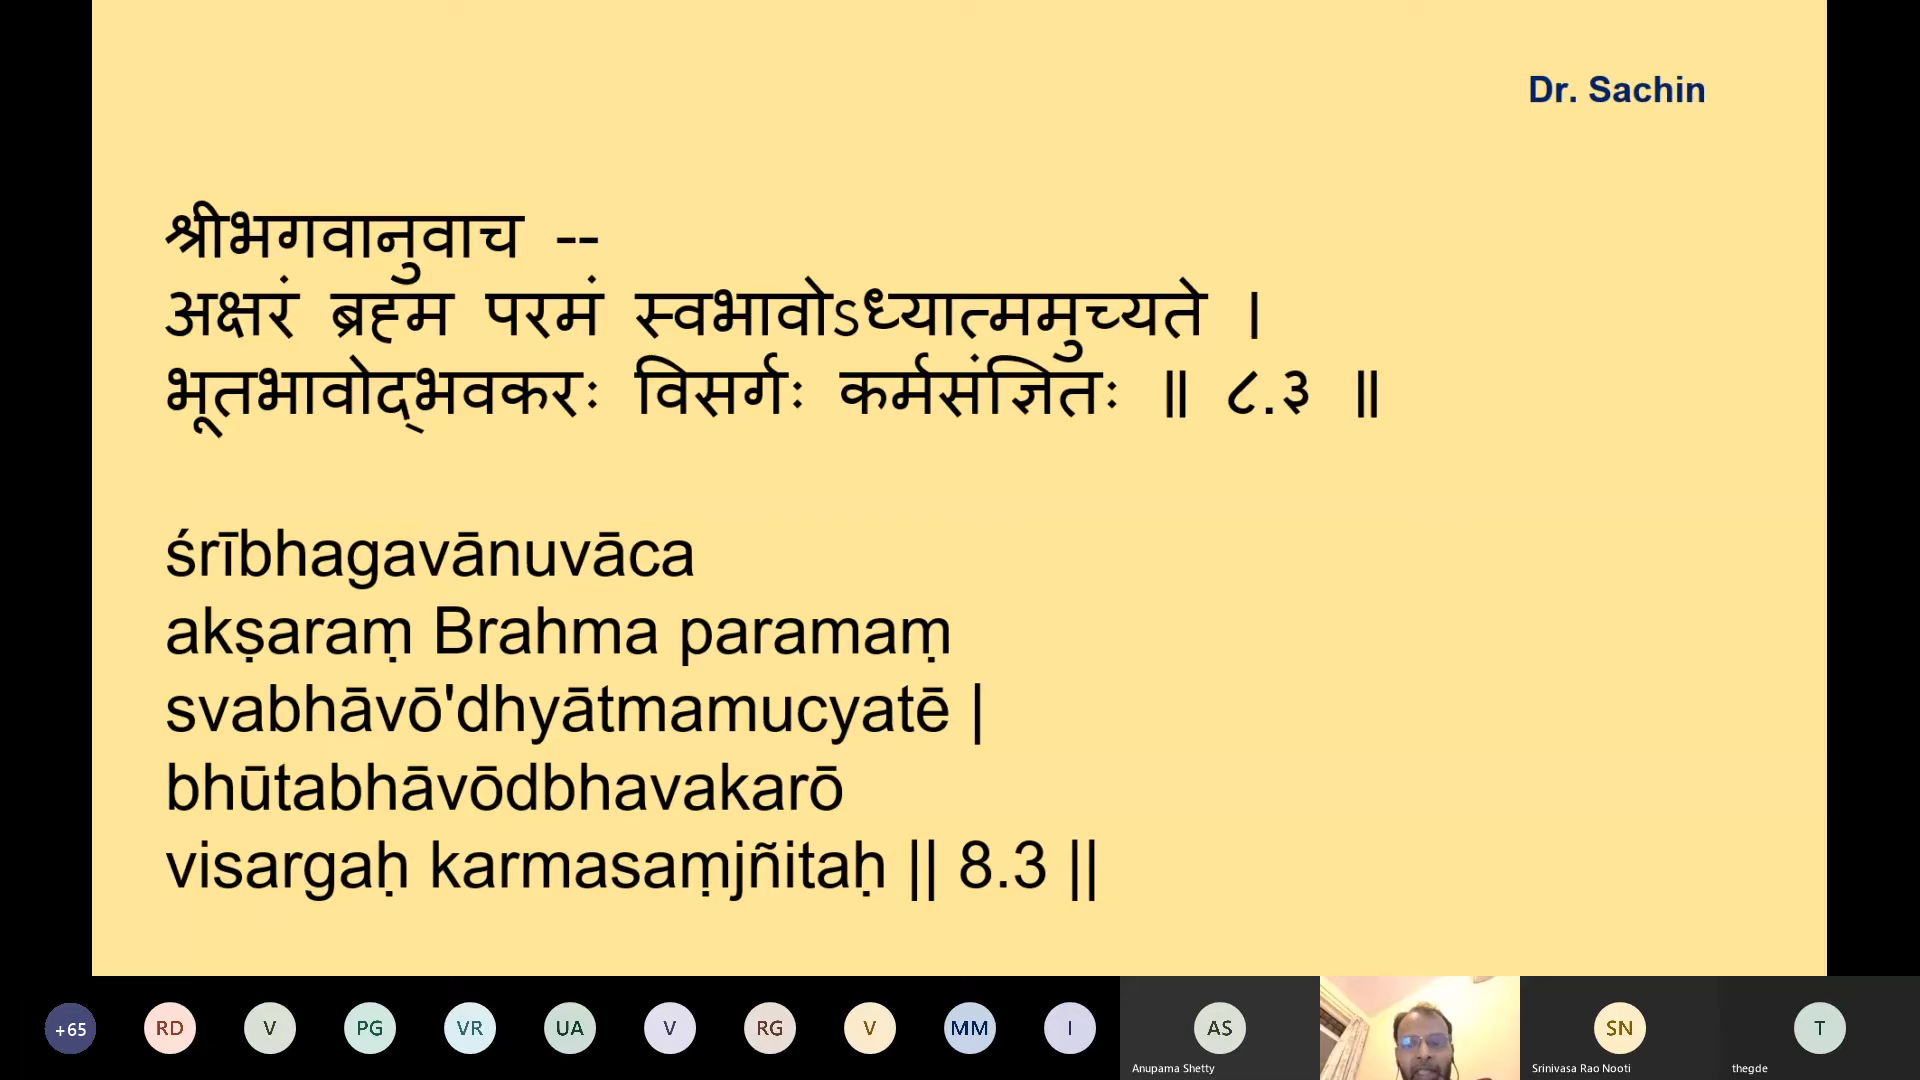 Dr. Sachin
श्रीभगवानुवाच --
अक्षरं ब्रह्म परमं स्वभावोऽध्यात्ममुच्यते ।
भूतभावोद्भवकरः विसर्गः कर्मसंज्ञितः ॥ ८.३ ॥
śrībhagavānuvāca
akṣaraṃ Brahma paramaṃ
svabhāvō'dhyātmamucyatē |
bhūtabhāvōdbhavakarō
visargaḥ karmasaṃjñitaḥ || 8.3 ||
+65 RD V PG VR UA V RG V MM I AS SN T
Anupama Shetty Srinivasa Rao Nooti thegde